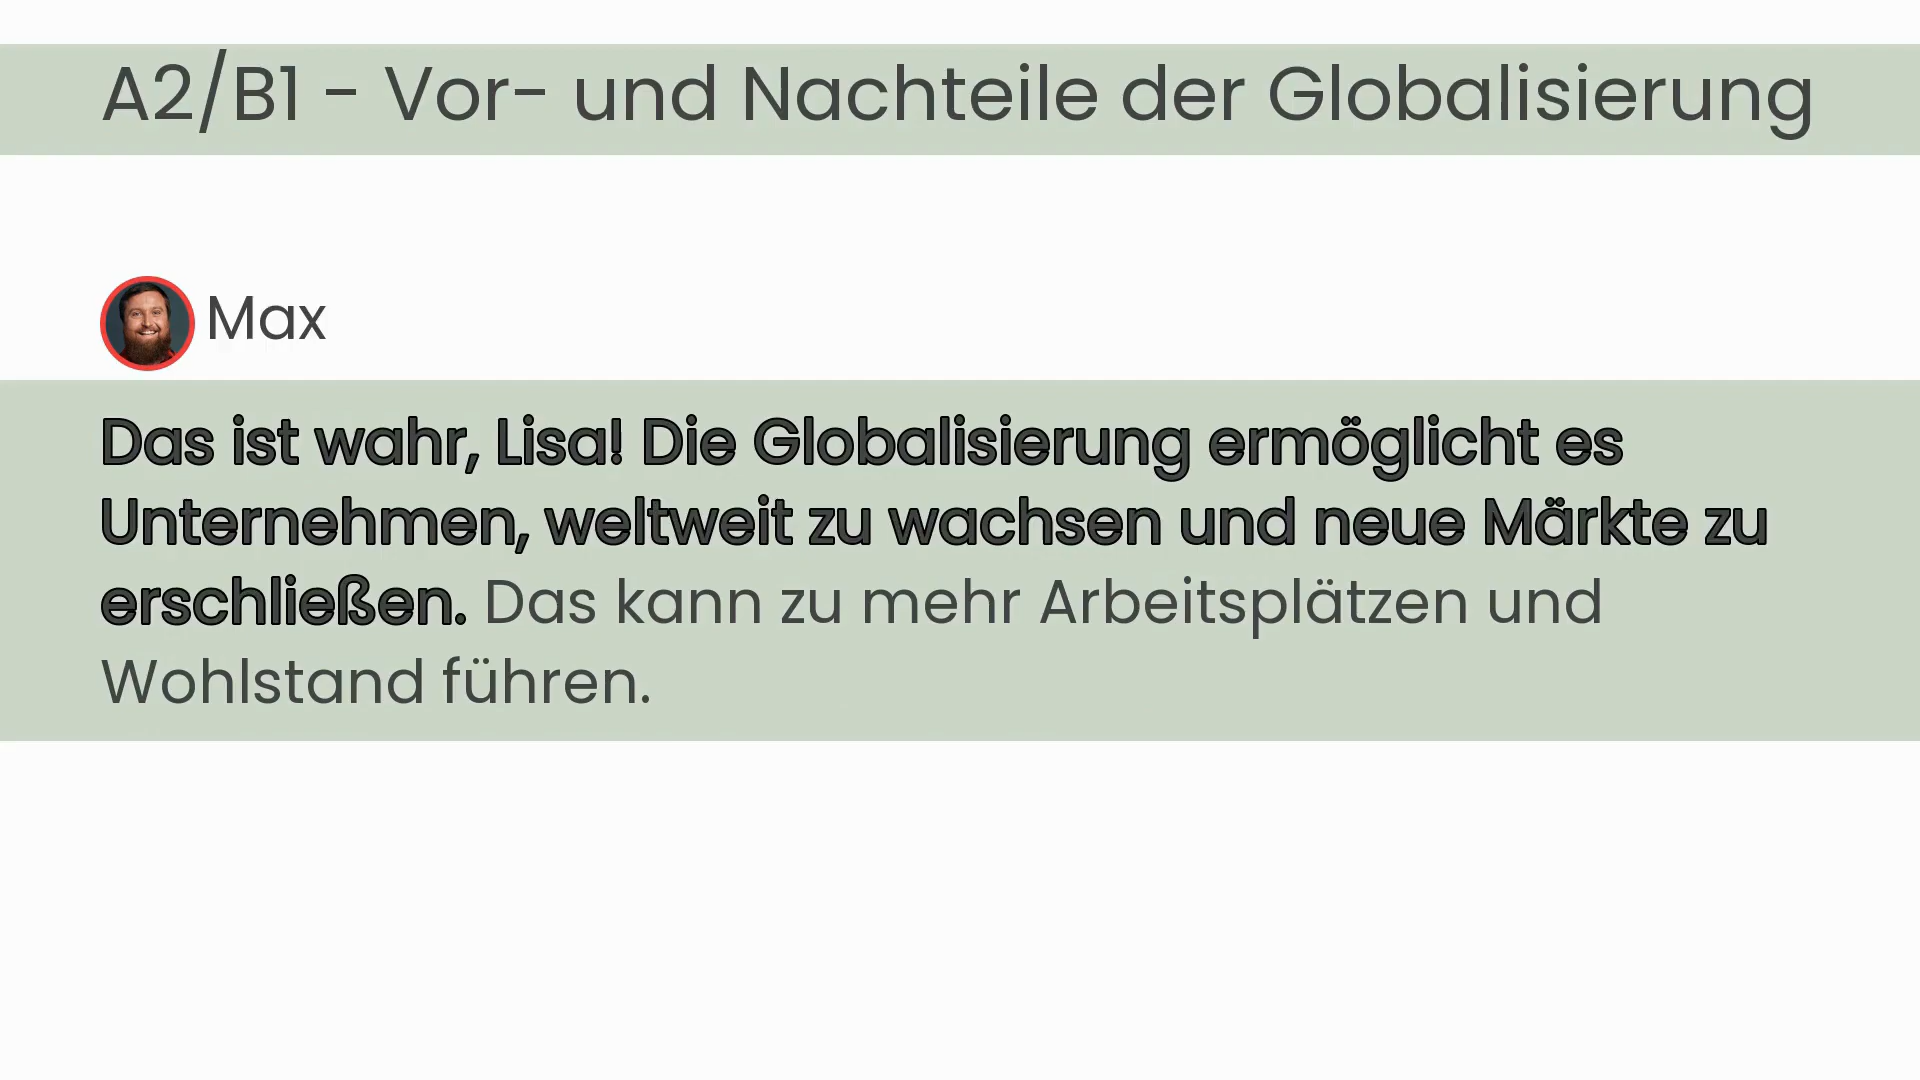 A2/B1 - Vor- und Nachteile der Globalisierung
Max
Das ist wahr, Lisa! Die Globalisierung ermöglicht es
Unternehmen, weltweit zu wachsen und neue Märkte zu
erschließen. Das kann zu mehr Arbeitsplätzen und
Wohlstand führen.